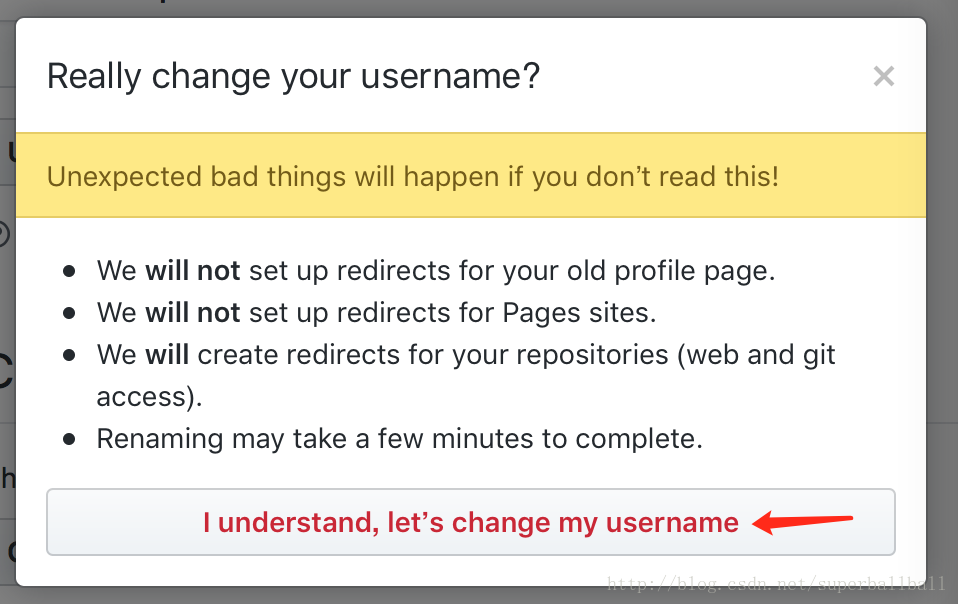 Really change your username?
×
Unexpected bad things will happen if you don’t read this!
• We will not set up redirects for your old profile page.
• We will not set up redirects for Pages sites.
• We will create redirects for your repositories (web and git
access).
• Renaming may take a few minutes to complete.
I understand, let’s change my username
http://blog.csdn.net/superballball